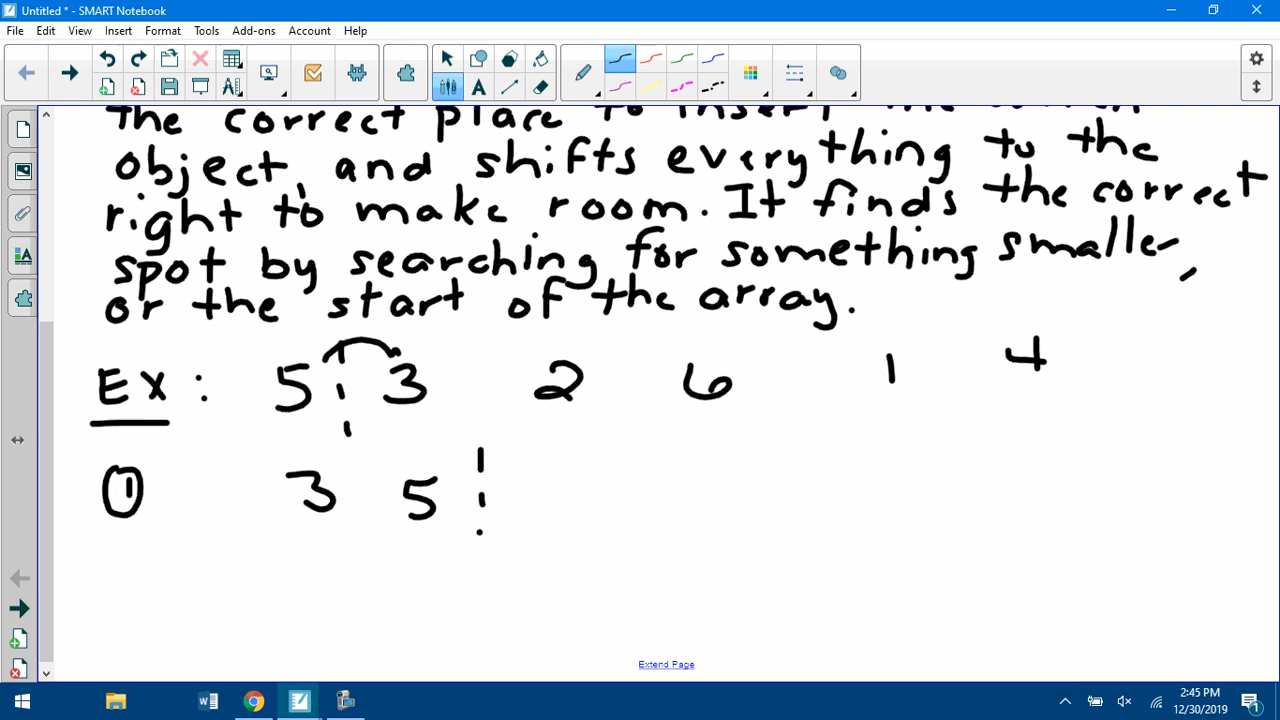 Untitled * - SMART Notebook
File Edit View Insert Format Tools Add-ons Account Help
the correct place to insert the
object, and shifts everything to the
right to make room. It finds the correct
spot by searching for something smaller,
or the start of the array.
EX: 5 3 2 6 1 4
1 3 5
Extend Page
2:45 PM
12/30/2019